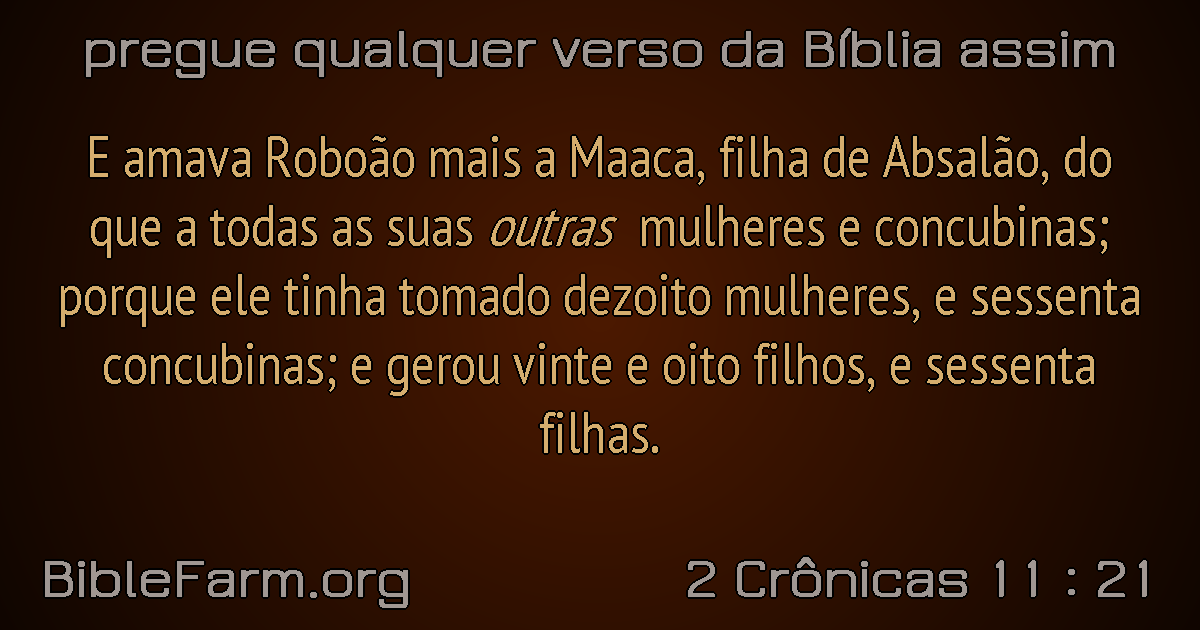 pregue qualquer verso da Bíblia assim
E amava Roboão mais a Maaca, filha de Absalão, do
que a todas as suas outras mulheres e concubinas;
porque ele tinha tomado dezoito mulheres, e sessenta
concubinas; e gerou vinte e oito filhos, e sessenta
filhas.
BibleFarm.org
2 Crônicas 11 : 21